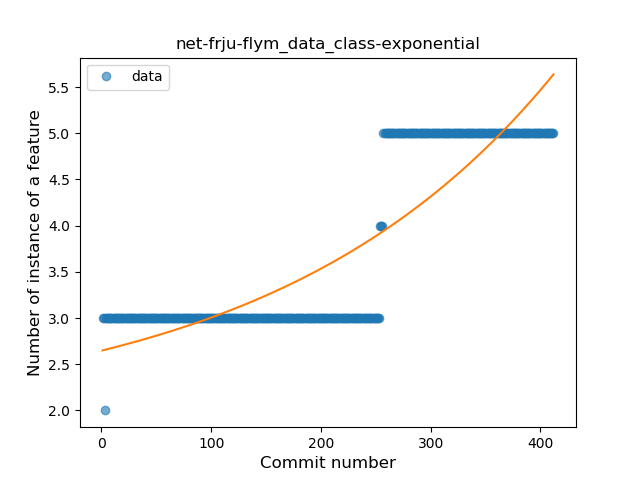 net-frju-flym_data_class-exponential
data
Number of instance of a feature
5.5
5.0
4.5
4.0
3.5
3.0
2.5
2.0
0 100 200 300 400
Commit number